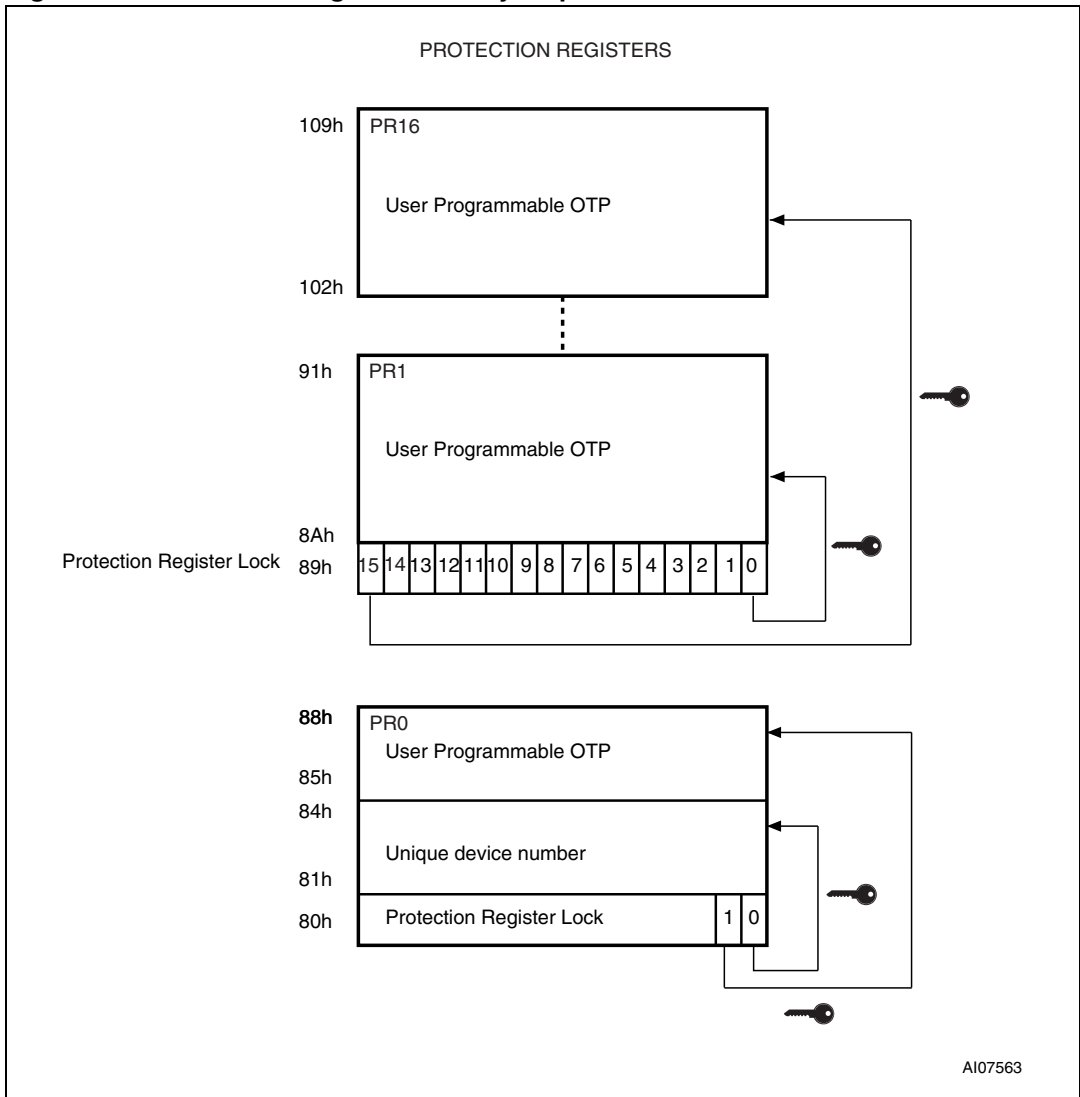 PROTECTION REGISTERS
109h
PR16
User Programmable OTP
102h
91h
PR1
User Programmable OTP
8Ah
Protection Register Lock 89h 15 14 13 12 11 10 9 8 7 6 5 4 3 2 1 0
88h
PR0
User Programmable OTP
85h
84h
Unique device number
81h
80h Protection Register Lock 1 0
AI07563